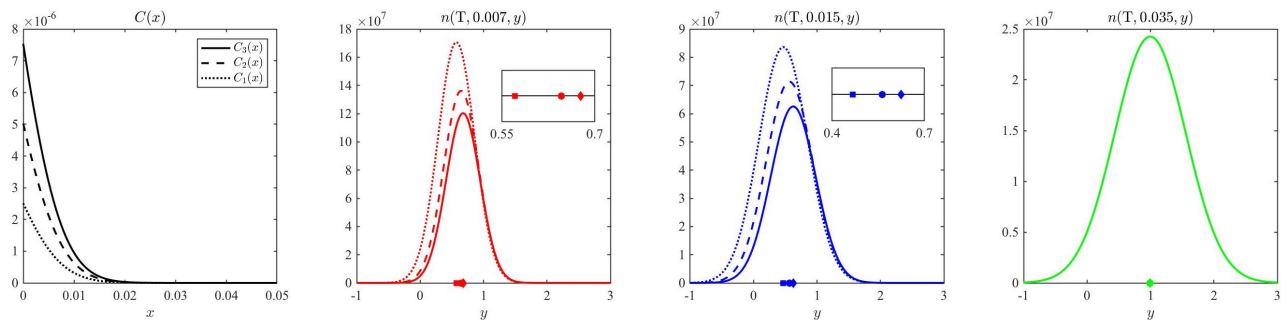 C(x)
×10⁻⁶
8
7
6
5
4
3
2
1
0
C₃(x)
C₂(x)
C₁(x)
0 0.01 0.02 0.03 0.04 0.05
x
n(T, 0.007, y)
×10⁷
18
16
14
12
10
8
6
4
2
0
0.55 0.7
-1 0 1 2 3
y
n(T, 0.015, y)
×10⁷
9
8
7
6
5
4
3
2
1
0
0.4 0.7
-1 0 1 2 3
y
n(T, 0.035, y)
×10⁷
2.5
2
1.5
1
0.5
0
-1 0 1 2 3
y